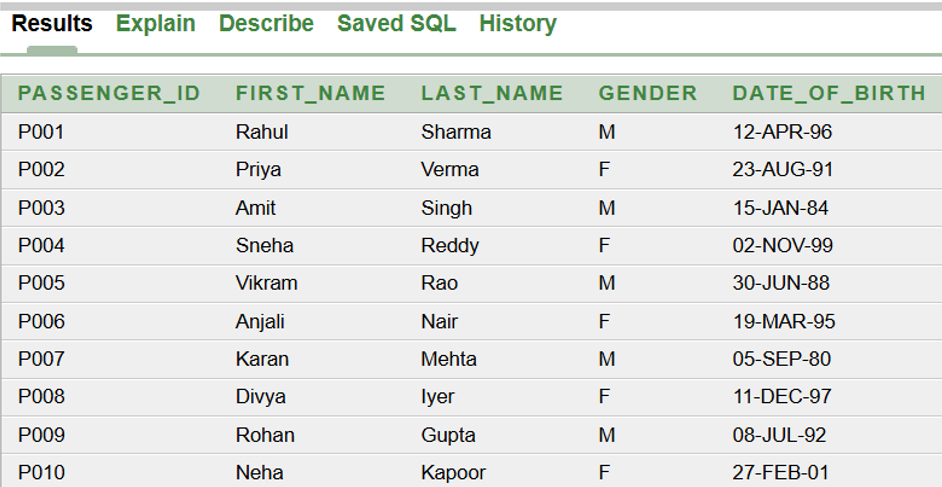 Results Explain Describe Saved SQL History
PASSENGER_ID FIRST_NAME LAST_NAME GENDER DATE_OF_BIRTH
P001 Rahul Sharma M 12-APR-96
P002 Priya Verma F 23-AUG-91
P003 Amit Singh M 15-JAN-84
P004 Sneha Reddy F 02-NOV-99
P005 Vikram Rao M 30-JUN-88
P006 Anjali Nair F 19-MAR-95
P007 Karan Mehta M 05-SEP-80
P008 Divya Iyer F 11-DEC-97
P009 Rohan Gupta M 08-JUL-92
P010 Neha Kapoor F 27-FEB-01